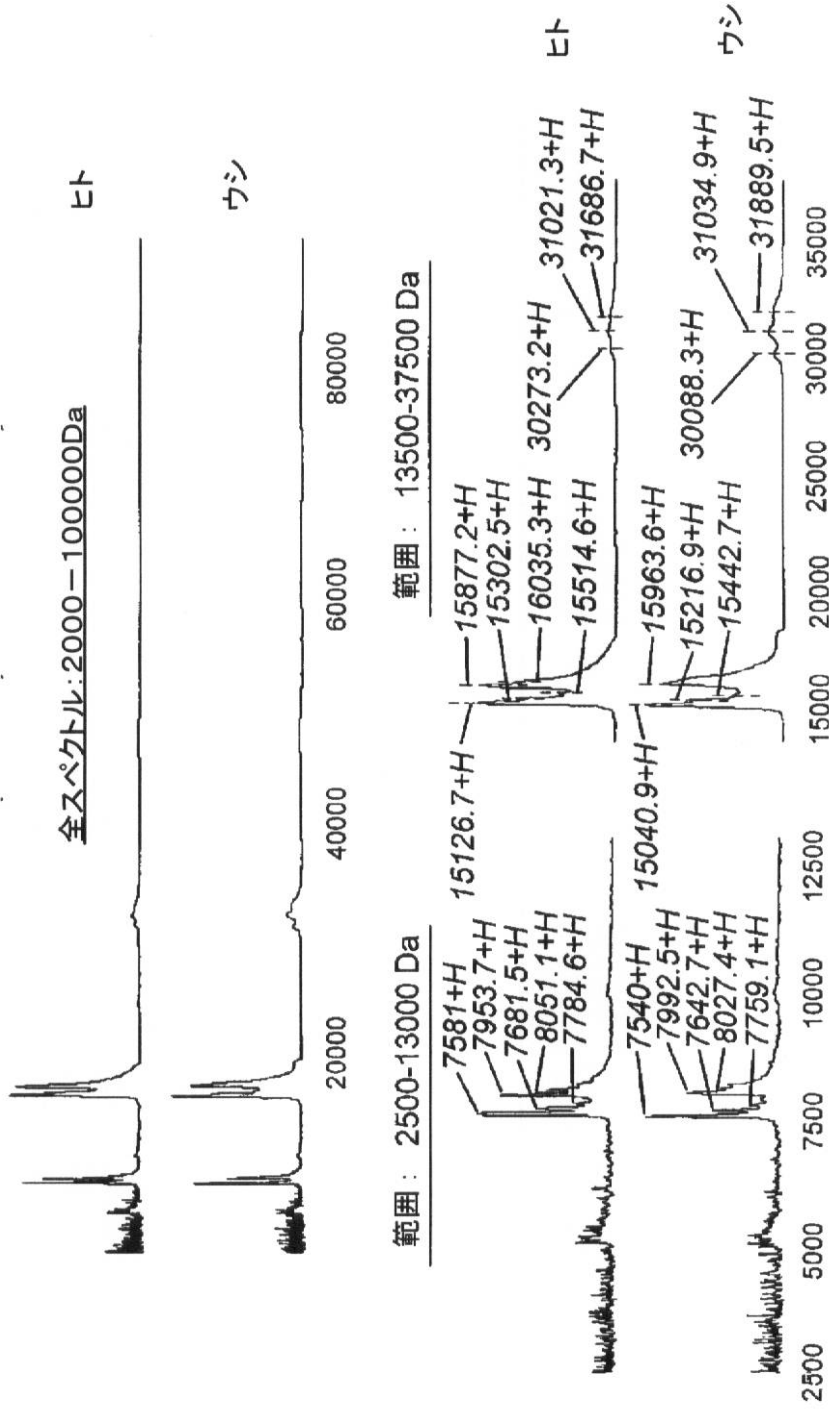 全スペクトル:2000-100000Da
ヒト
ウシ
20000
40000
60000
80000
範囲: 2500-13000 Da
7581+H
7953.7+H
7681.5+H
8051.1+H
7784.6+H
7540+H
7992.5+H
7642.7+H
8027.4+H
7759.1+H
2500
5000
7500
10000
12500
範囲: 13500-37500 Da
15126.7+H
15877.2+H
15302.5+H
16035.3+H
15514.6+H
30273.2+H
31021.3+H
31686.7+H
ヒト
15040.9+H
15963.6+H
15216.9+H
15442.7+H
30088.3+H
31034.9+H
31889.5+H
ウシ
15000
20000
25000
30000
35000